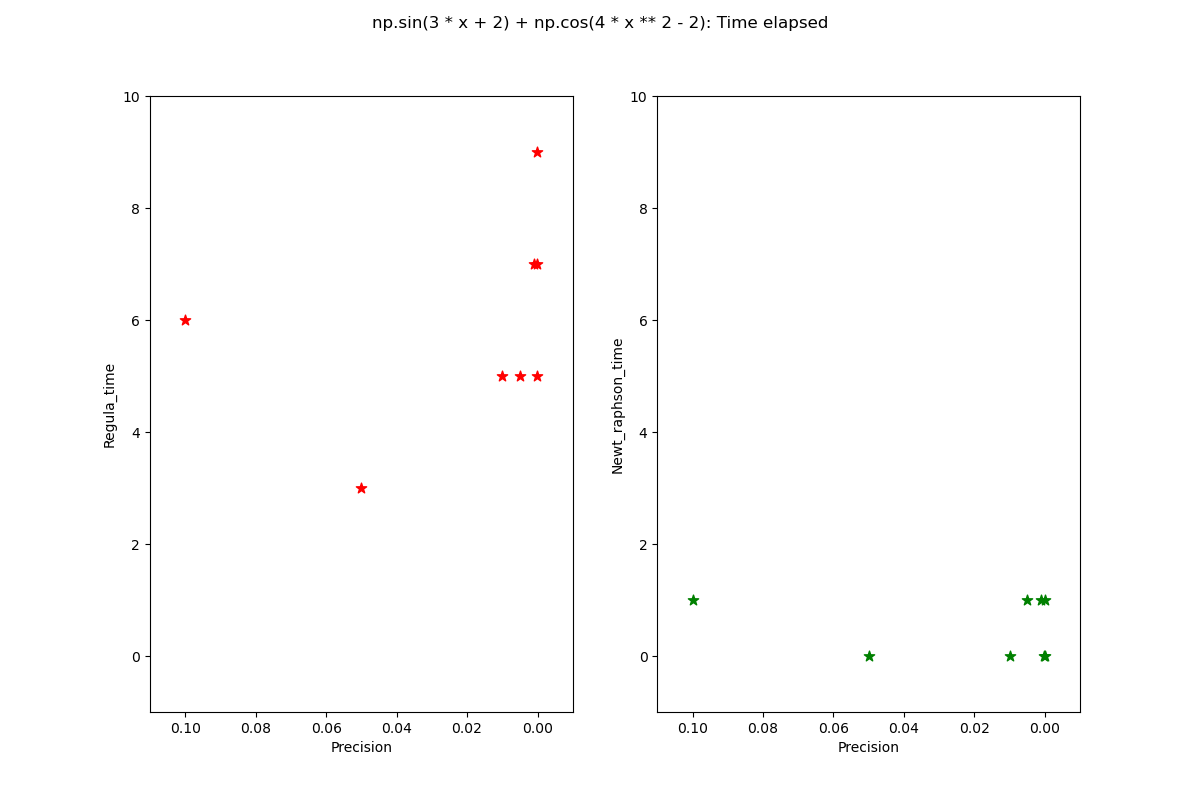 np.sin(3 * x + 2) + np.cos(4 * x ** 2 - 2): Time elapsed
10
8
6
4
2
0
Regula_time
0.10 0.08 0.06 0.04 0.02 0.00
Precision
10
8
6
4
2
0
Newt_raphson_time
0.10 0.08 0.06 0.04 0.02 0.00
Precision